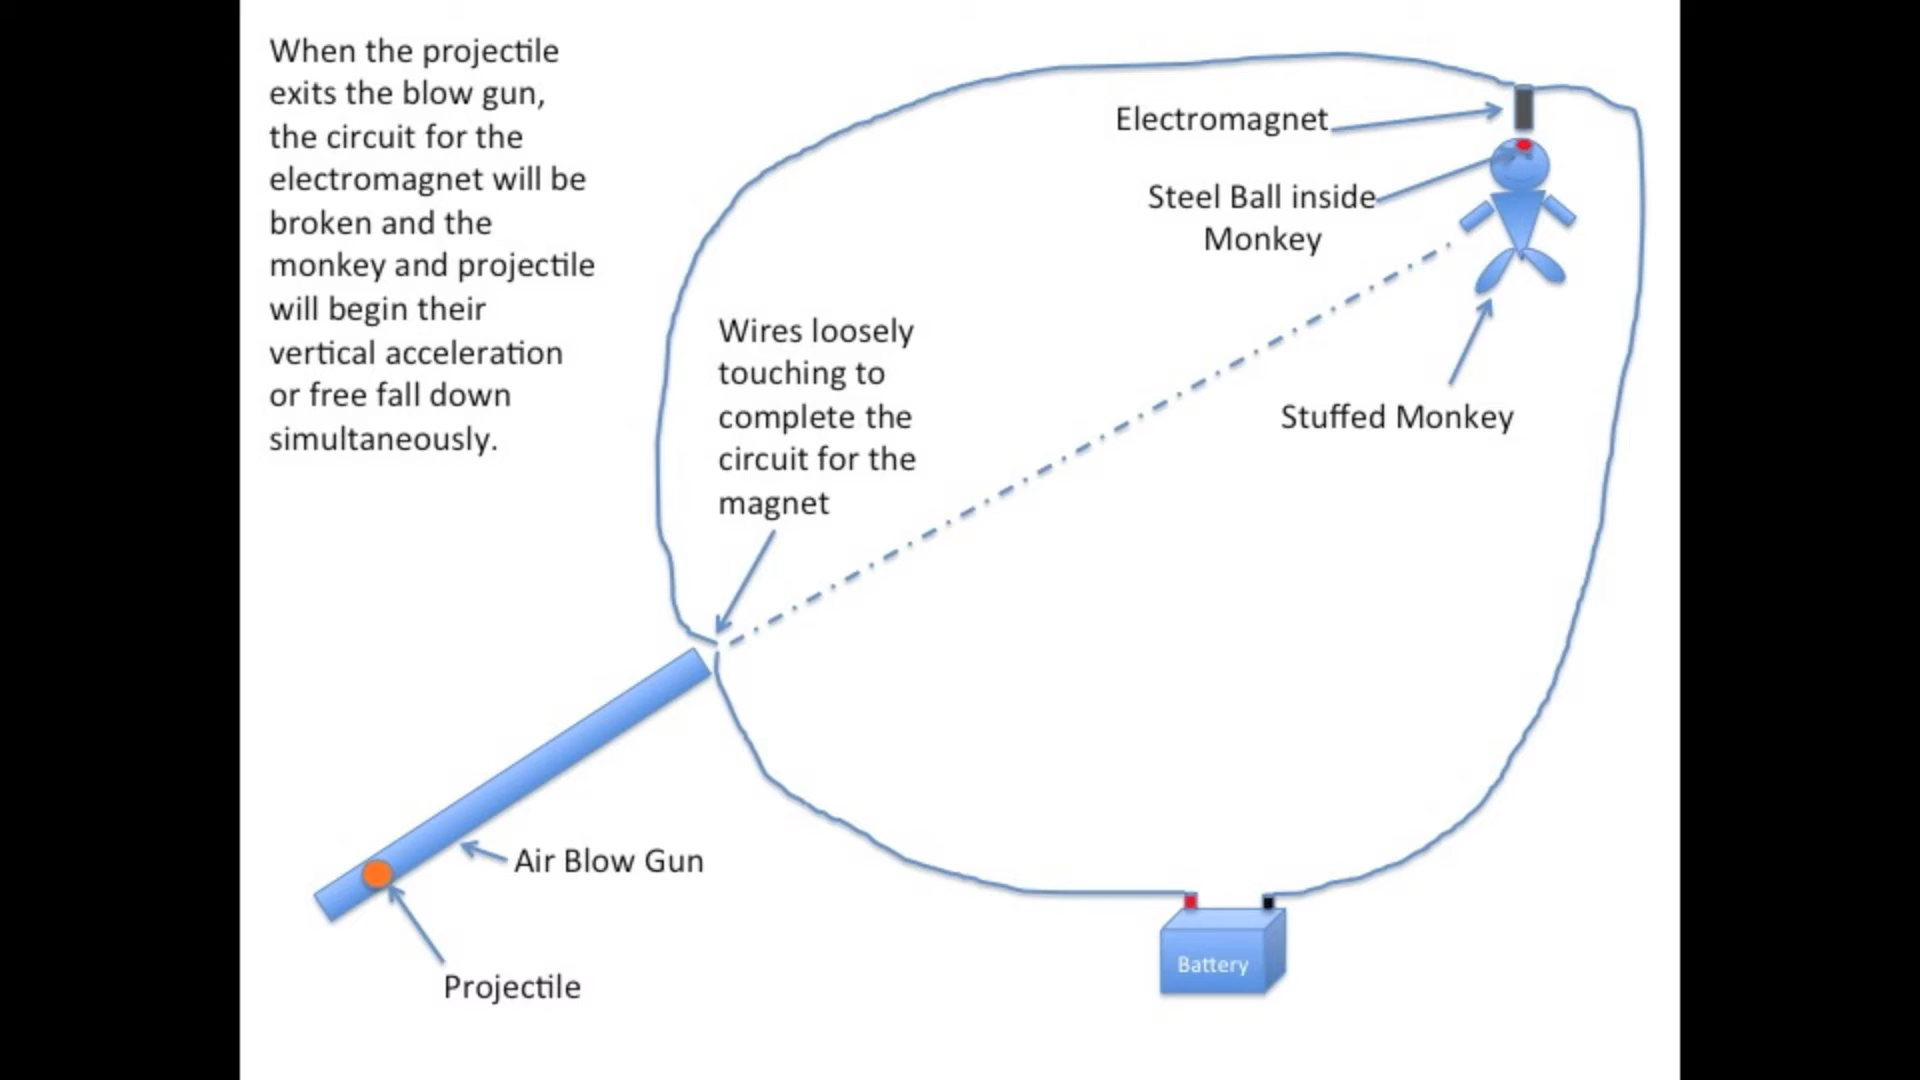 When the projectile
exits the blow gun,
the circuit for the
electromagnet will be
broken and the
monkey and projectile
will begin their
vertical acceleration
or free fall down
simultaneously.
Electromagnet
Steel Ball inside
Monkey
Wires loosely
touching to
complete the
circuit for the
magnet
Stuffed Monkey
Air Blow Gun
Projectile
Battery